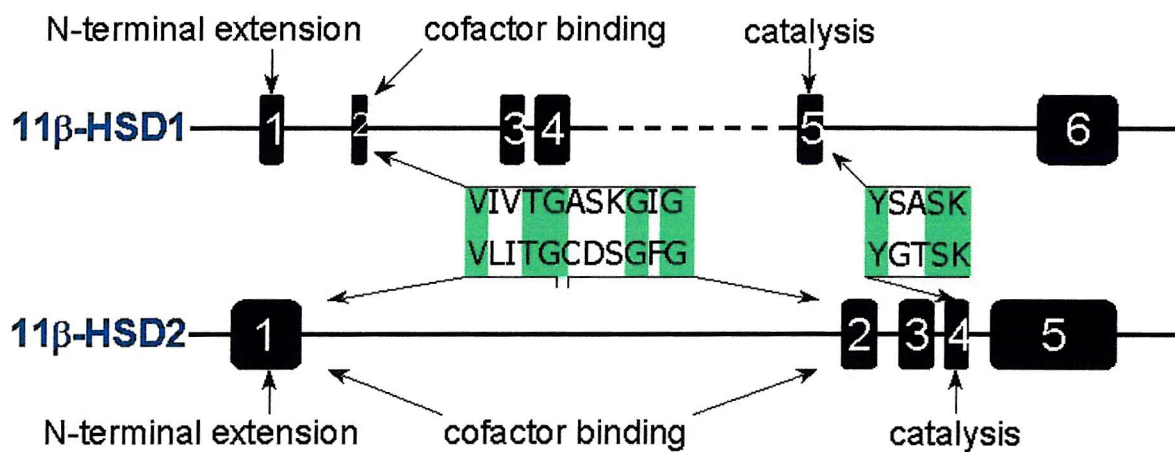 N-terminal extension cofactor binding catalysis
11β-HSD1 1 2 3 4 5 6
VIVTGASKGIG YSASK
VLITGCDSGFG YGTSK
11β-HSD2 1 2 3 4 5
N-terminal extension cofactor binding catalysis